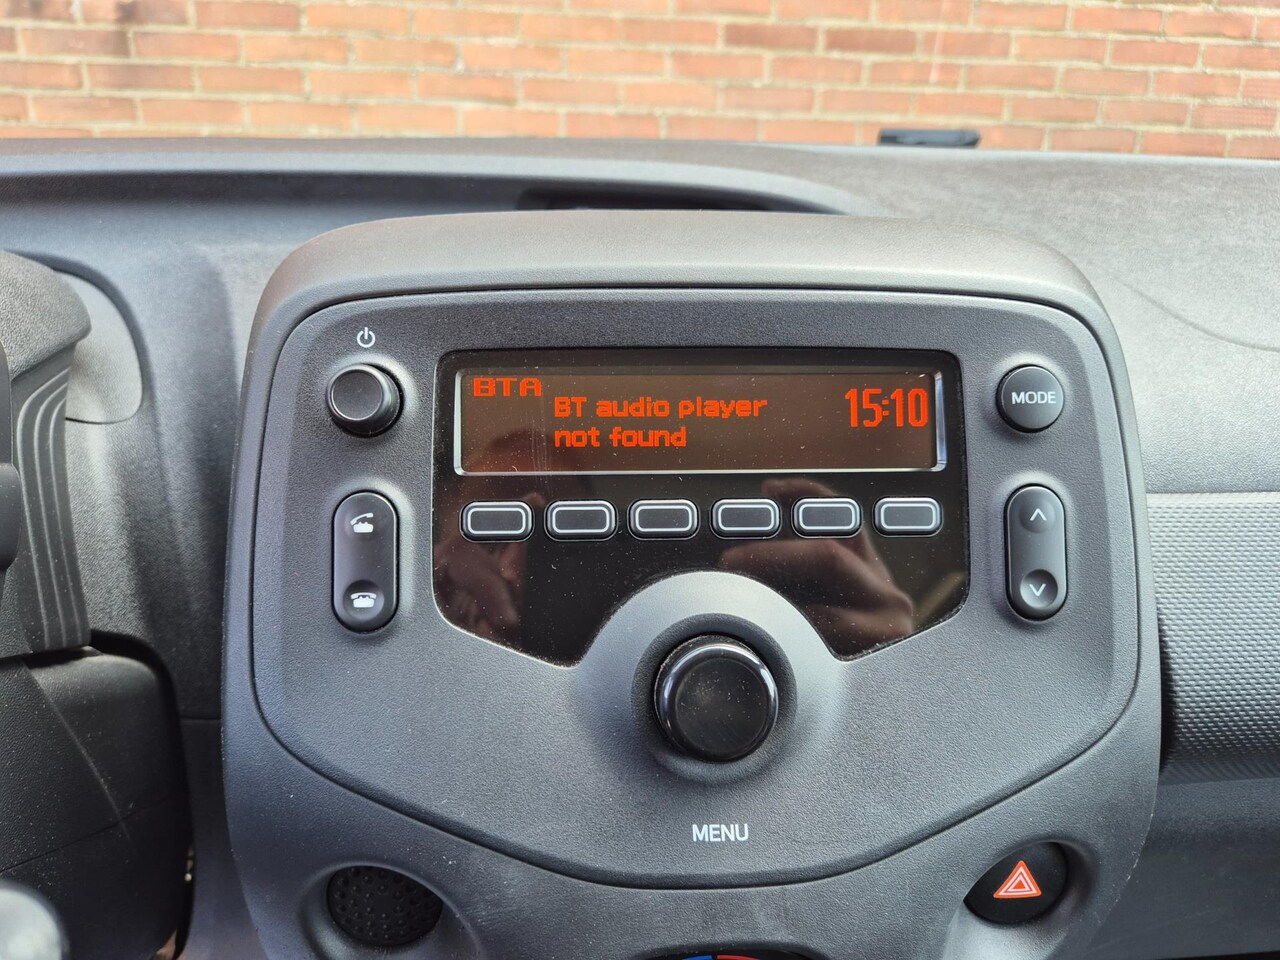 BTA
BT audio player
not found
15:10
MODE
MENU